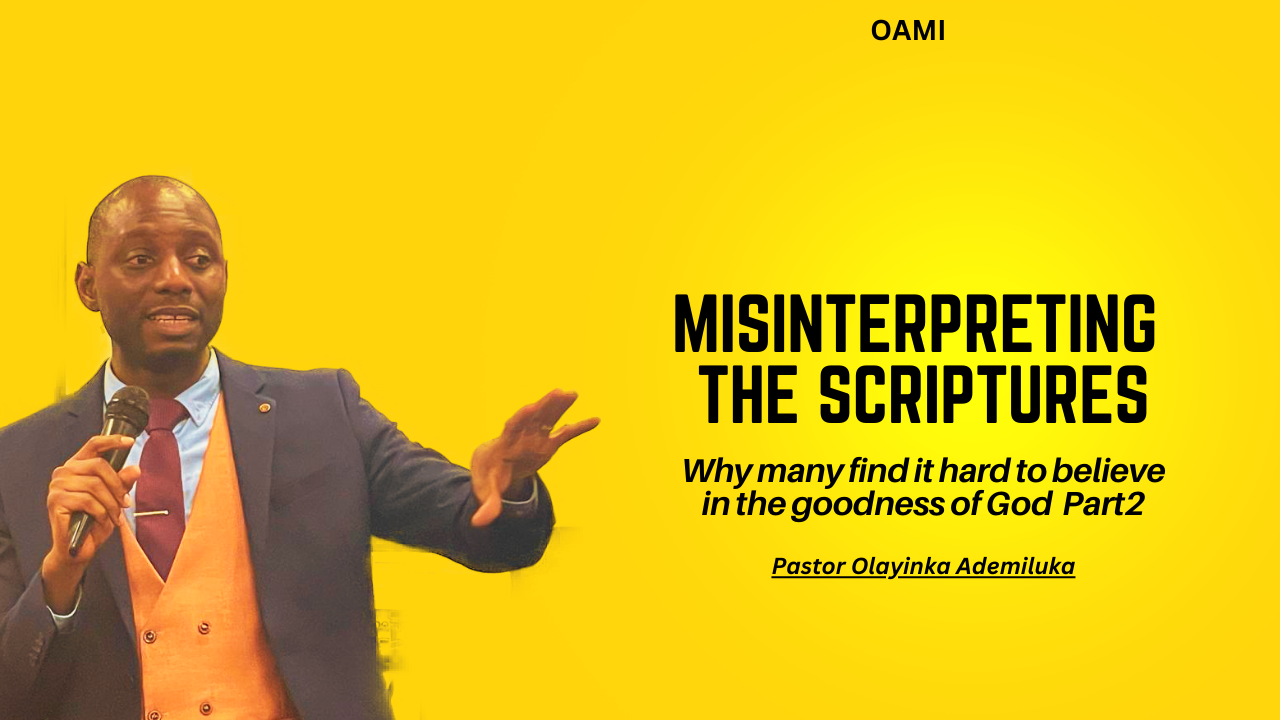 OAMI
MISINTERPRETING
THE SCRIPTURES
Why many find it hard to believe
in the goodness of God Part2
Pastor Olayinka Ademiluka